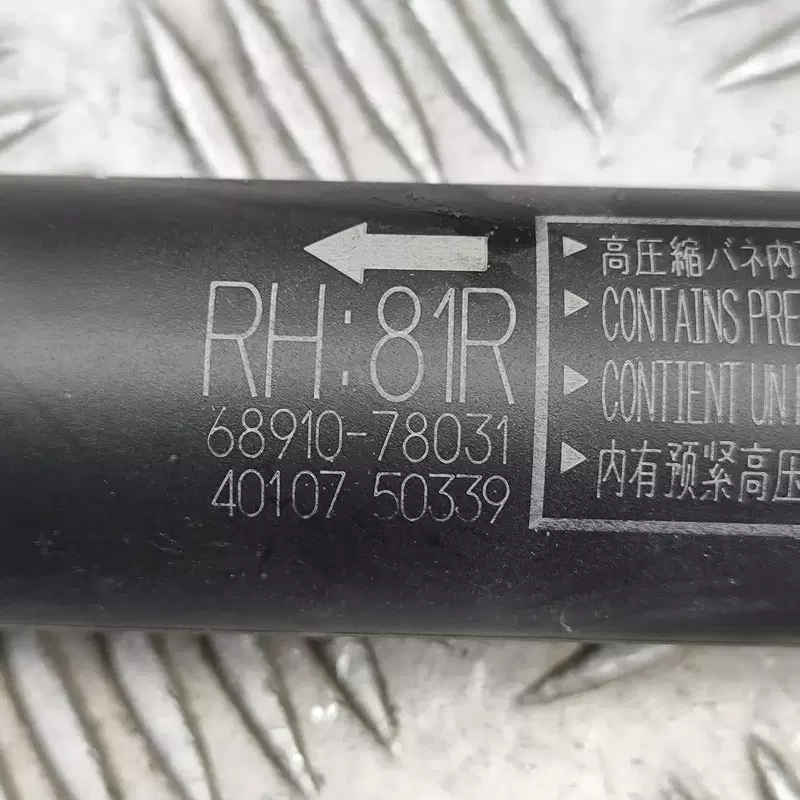 RH:81R
68910-78031
40107 50339
▶ 高圧縮バネ内
▶ CONTAINS PRE
▶ CONTIENT UN
▶ 内有预紧高压